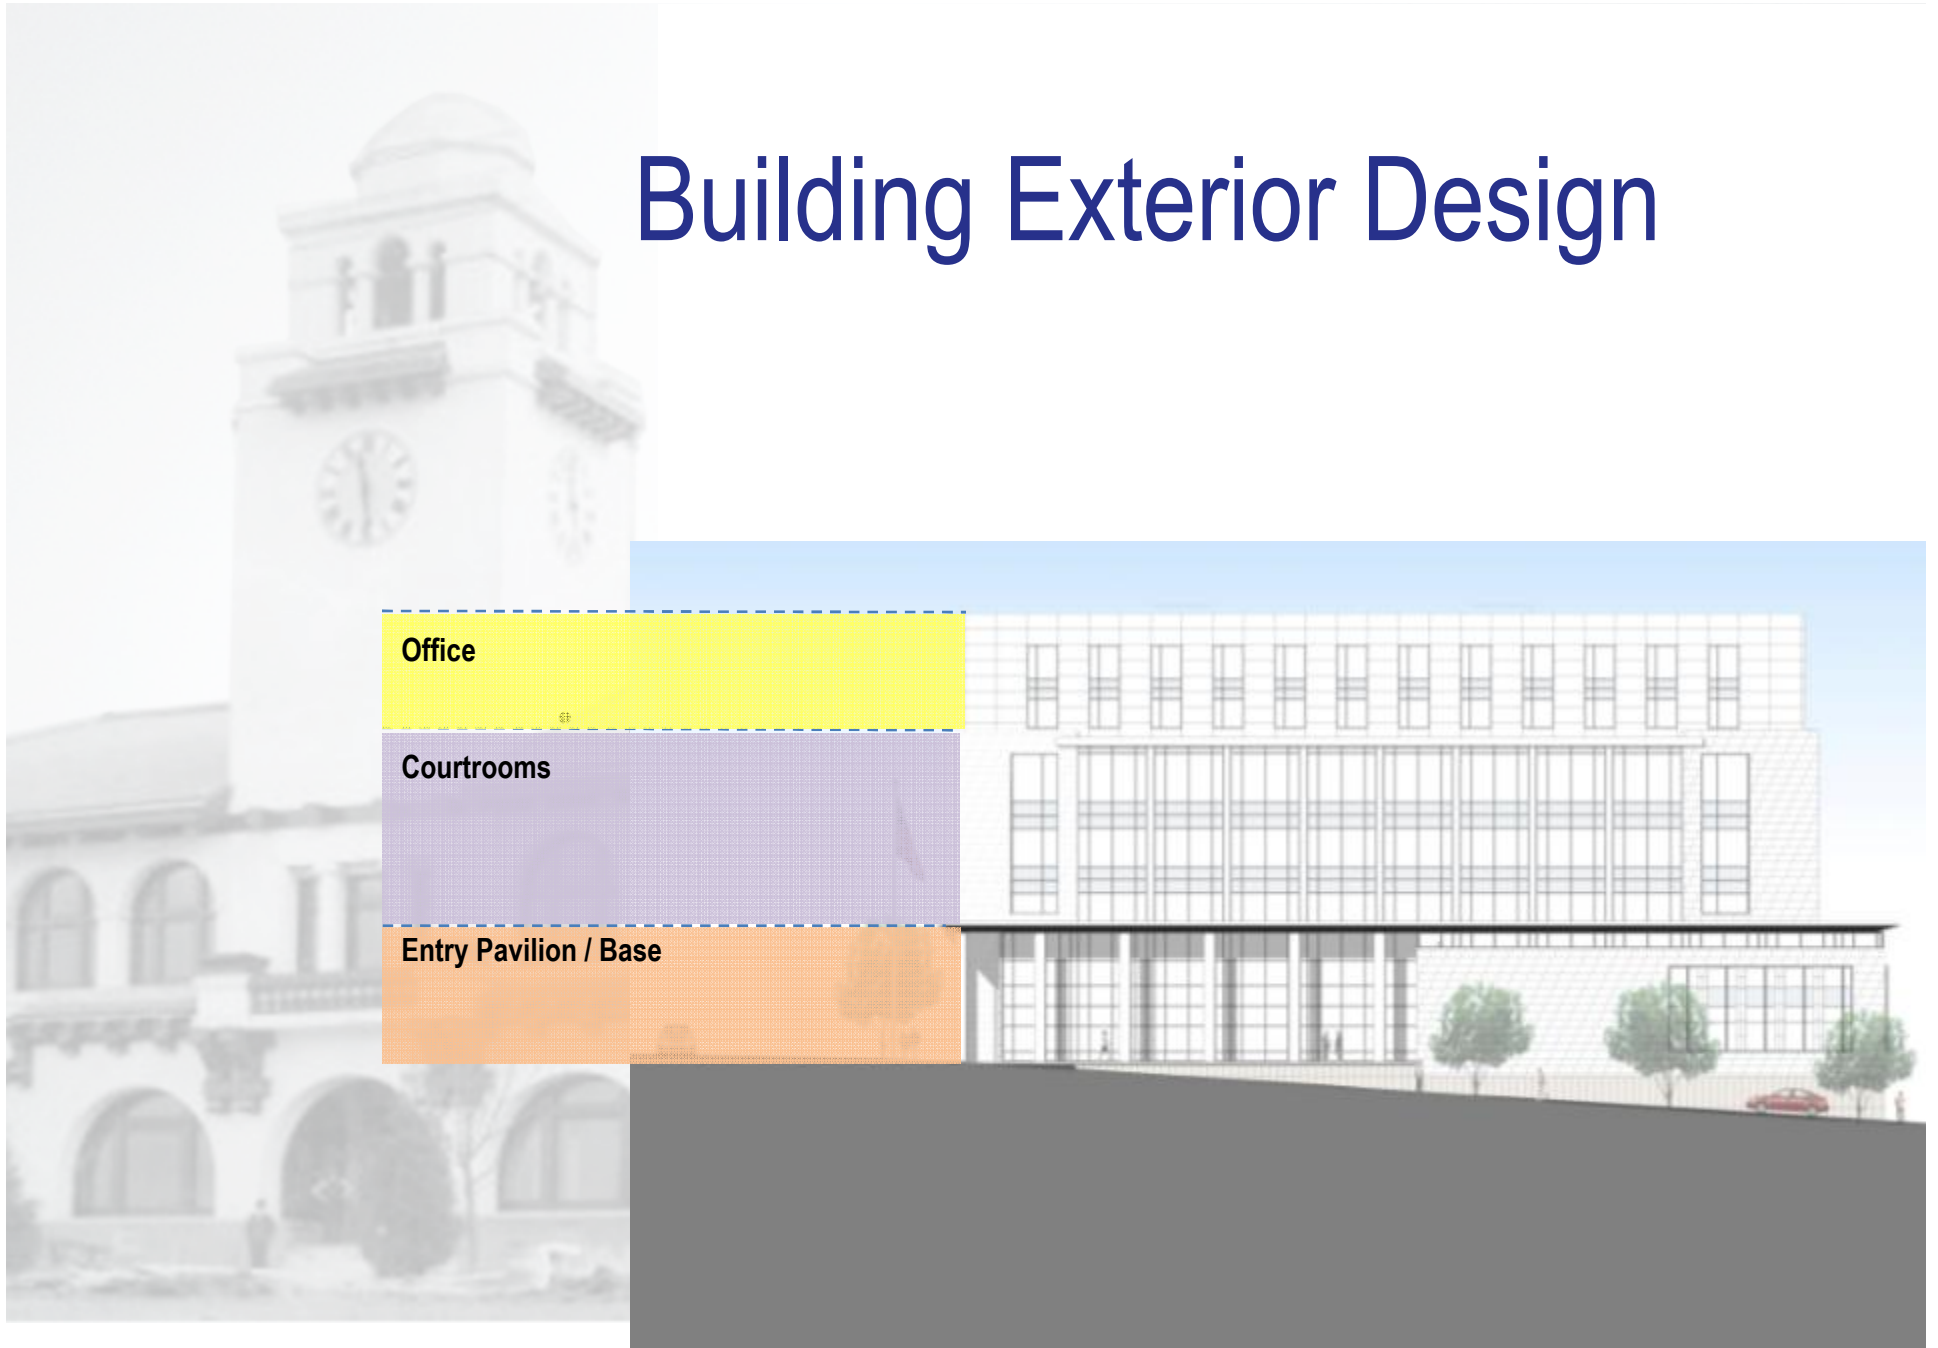 Building Exterior Design
Office
Courtrooms
Entry Pavilion / Base